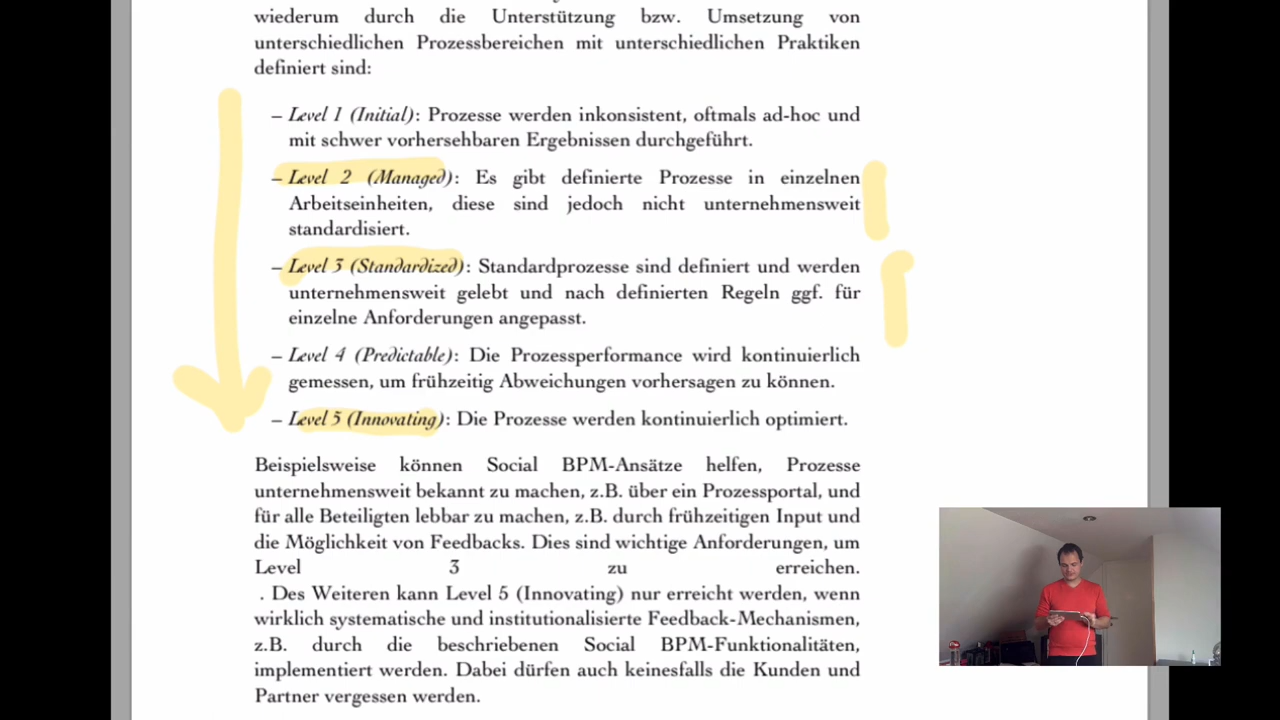 wiederum durch die Unterstützung bzw. Umsetzung von
unterschiedlichen Prozessbereichen mit unterschiedlichen Praktiken
definiert sind:
– Level 1 (Initial): Prozesse werden inkonsistent, oftmals ad-hoc und
mit schwer vorhersehbaren Ergebnissen durchgeführt.
– Level 2 (Managed): Es gibt definierte Prozesse in einzelnen
Arbeitseinheiten, diese sind jedoch nicht unternehmensweit
standardisiert.
– Level 3 (Standardized): Standardprozesse sind definiert und werden
unternehmensweit gelebt und nach definierten Regeln ggf. für
einzelne Anforderungen angepasst.
– Level 4 (Predictable): Die Prozessperformance wird kontinuierlich
gemessen, um frühzeitig Abweichungen vorhersagen zu können.
– Level 5 (Innovating): Die Prozesse werden kontinuierlich optimiert.
Beispielsweise können Social BPM-Ansätze helfen, Prozesse
unternehmensweit bekannt zu machen, z.B. über ein Prozessportal, und
für alle Beteiligten lebbar zu machen, z.B. durch frühzeitigen Input und
die Möglichkeit von Feedbacks. Dies sind wichtige Anforderungen, um
Level 3 zu erreichen.
. Des Weiteren kann Level 5 (Innovating) nur erreicht werden, wenn
wirklich systematische und institutionalisierte Feedback-Mechanismen,
z.B. durch die beschriebenen Social BPM-Funktionalitäten,
implementiert werden. Dabei dürfen auch keinesfalls die Kunden und
Partner vergessen werden.